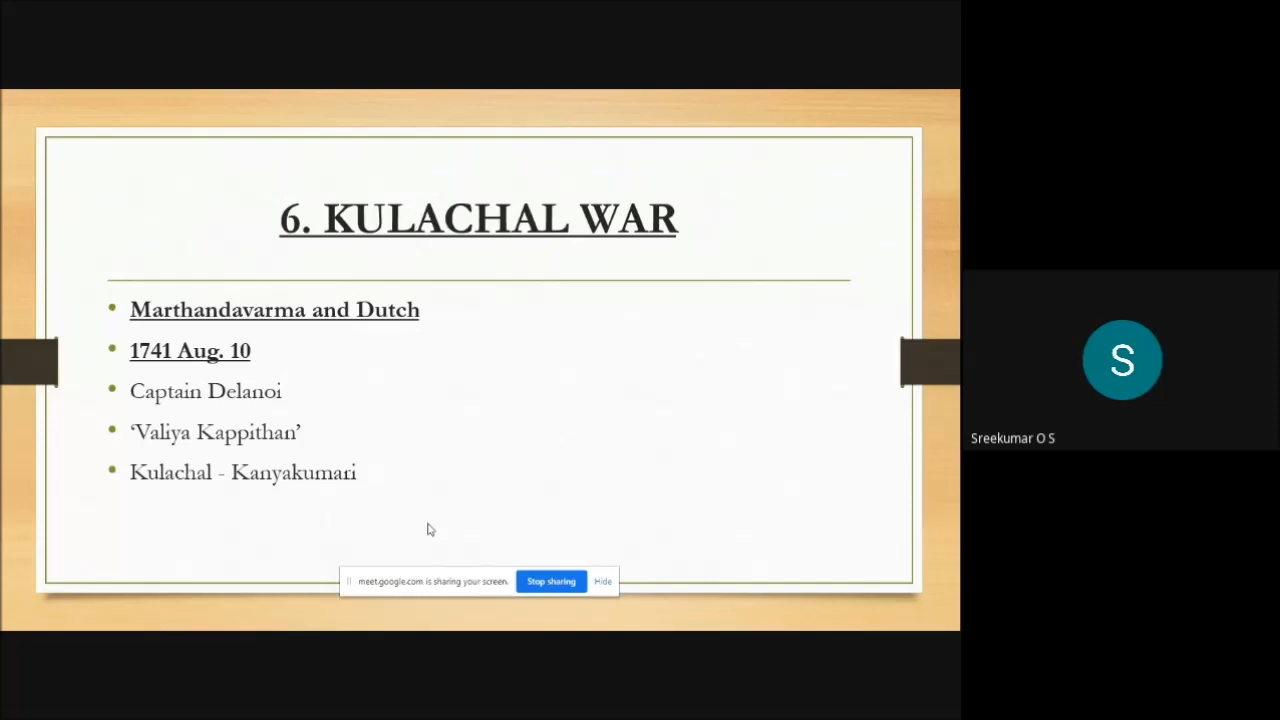 6. KULACHAL WAR
Marthandavarma and Dutch
1741 Aug. 10
Captain Delanoi
‘Valiya Kappithan’
Kulachal - Kanyakumari
meet.google.com is sharing your screen.
Stop sharing
Hide
S
Sreekumar O S